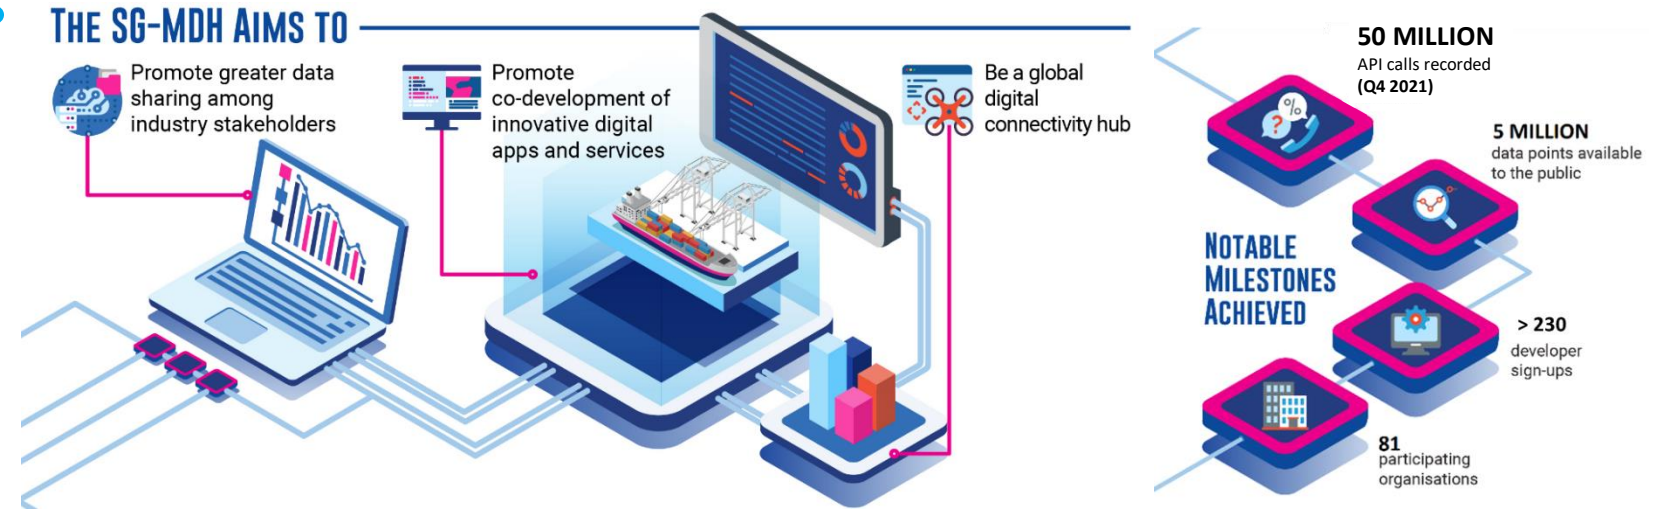 THE SG-MDH AIMS TO
Promote greater data
sharing among
industry stakeholders
Promote
co-development of
innovative digital
apps and services
Be a global
digital
connectivity hub
50 MILLION
API calls recorded
(Q4 2021)
%
?
5 MILLION
data points available
to the public
NOTABLE
MILESTONES
ACHIEVED
> 230
developer
sign-ups
81
participating
organisations